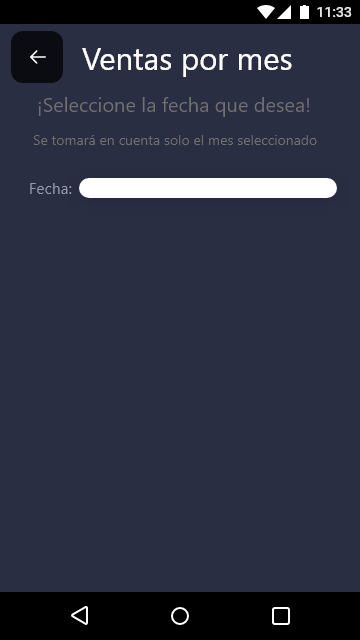 11:33
Ventas por mes
¡Seleccione la fecha que desea!
Se tomará en cuenta solo el mes seleccionado
Fecha: